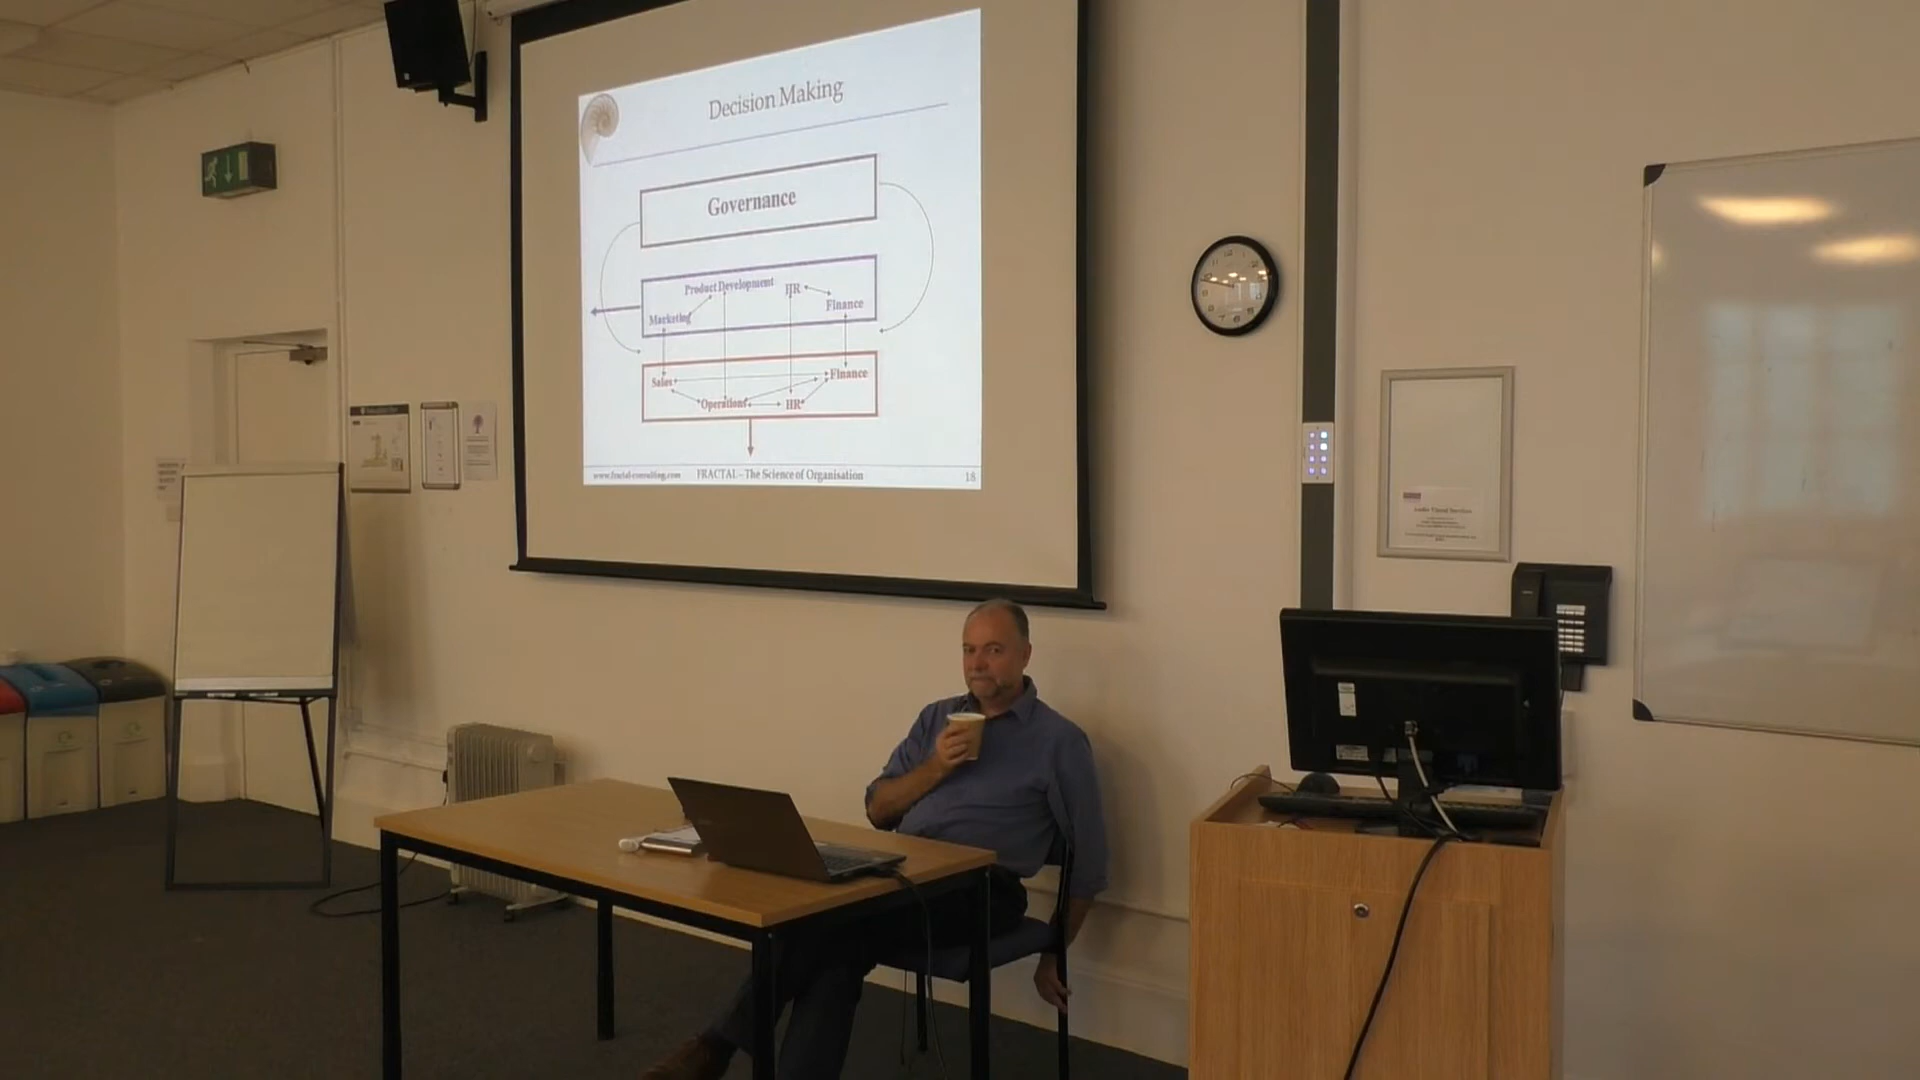 Decision Making
Governance
Product Development
HR
Finance
Marketing
Sales
Finance
Operations
HR
www.fractal-consulting.com
FRACTAL – The Science of Organisation
18